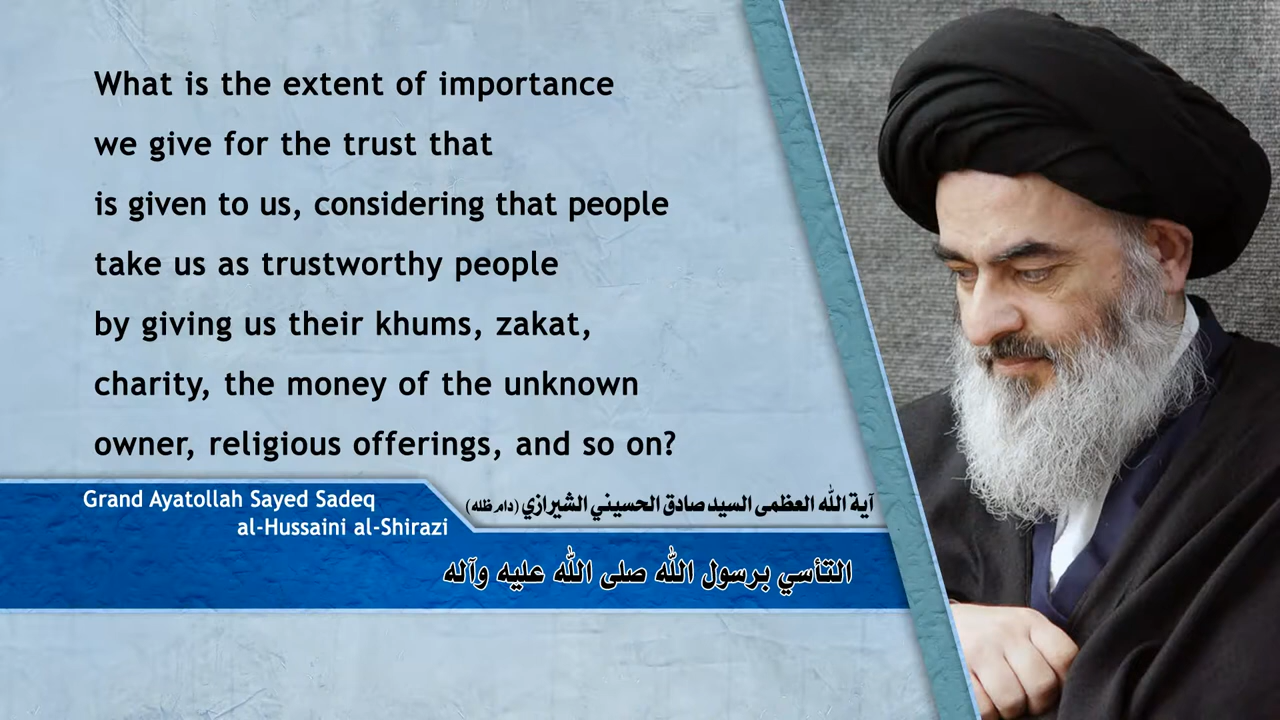 What is the extent of importance
we give for the trust that
is given to us, considering that people
take us as trustworthy people
by giving us their khums, zakat,
charity, the money of the unknown
owner, religious offerings, and so on?
Grand Ayatollah Sayed Sadeq
al-Hussaini al-Shirazi
آية الله العظمى السيد صادق الحسيني الشيرازي (دام ظله)
التأسي برسول الله صلى الله عليه وآله